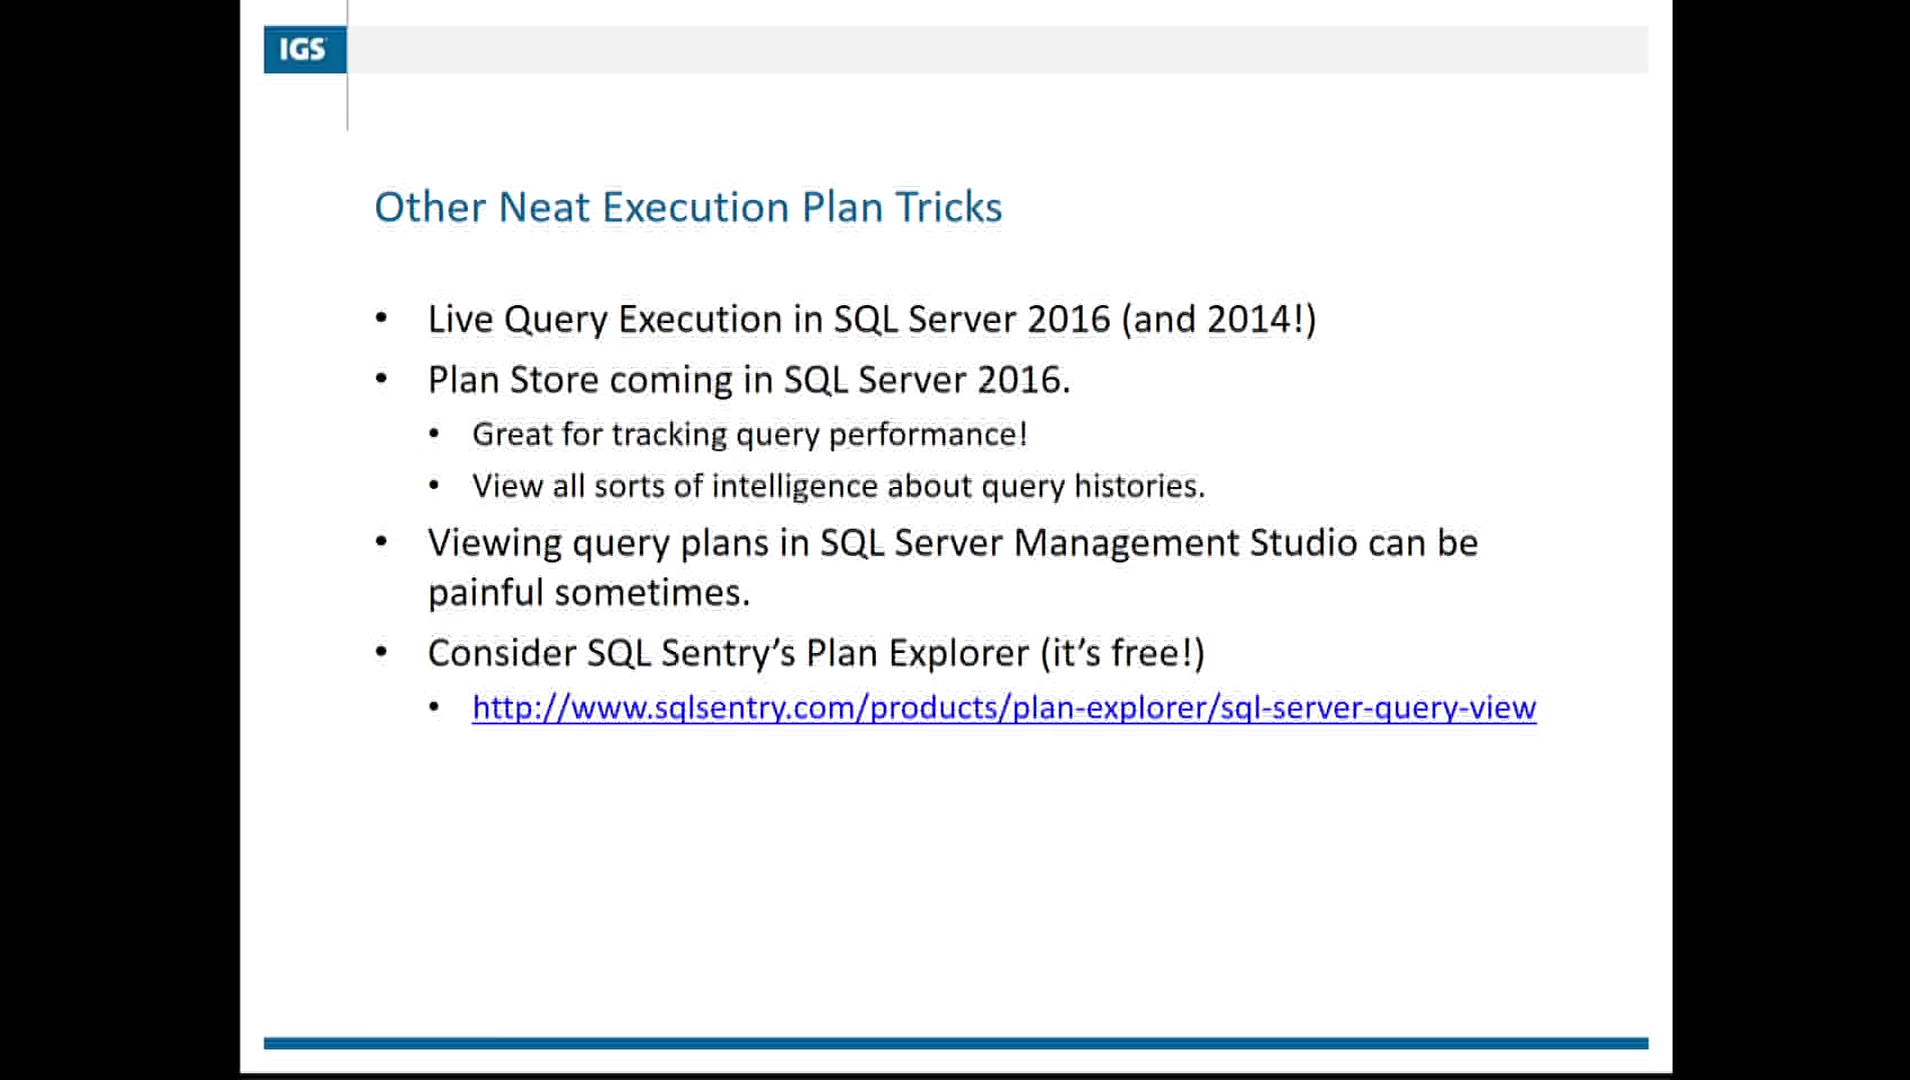 IGS
Other Neat Execution Plan Tricks
• Live Query Execution in SQL Server 2016 (and 2014!)
• Plan Store coming in SQL Server 2016.
• Great for tracking query performance!
• View all sorts of intelligence about query histories.
• Viewing query plans in SQL Server Management Studio can be
painful sometimes.
• Consider SQL Sentry’s Plan Explorer (it’s free!)
• http://www.sqlsentry.com/products/plan-explorer/sql-server-query-view